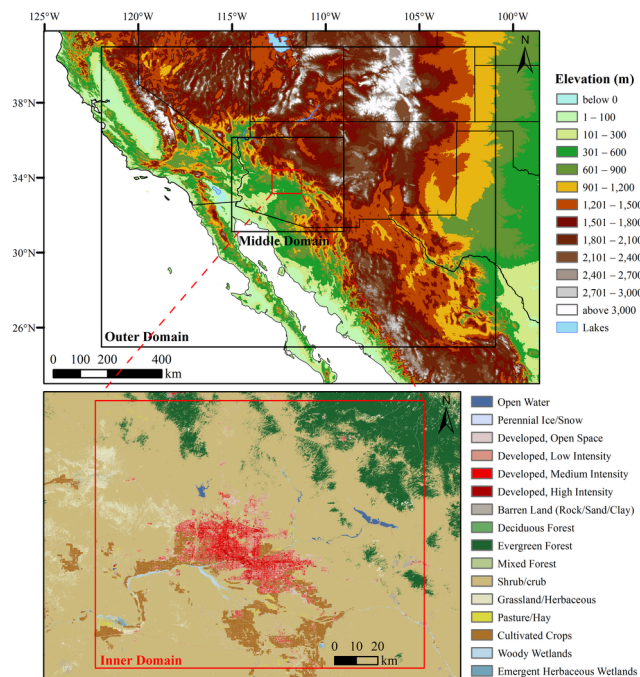 125°W 120°W 115°W 110°W 105°W 100°W
N
38°N
34°N
30°N
26°N
Middle Domain
Outer Domain
0 100 200 400
km
Elevation (m)
below 0
1 – 100
101 – 300
301 – 600
601 – 900
901 – 1,200
1,201 – 1,500
1,501 – 1,800
1,801 – 2,100
2,101 – 2,400
2,401 – 2,700
2,701 – 3,000
above 3,000
Lakes
N
Inner Domain
0 10 20
km
Open Water
Perennial Ice/Snow
Developed, Open Space
Developed, Low Intensity
Developed, Medium Intensity
Developed, High Intensity
Barren Land (Rock/Sand/Clay)
Deciduous Forest
Evergreen Forest
Mixed Forest
Shrub/crub
Grassland/Herbaceous
Pasture/Hay
Cultivated Crops
Woody Wetlands
Emergent Herbaceous Wetlands